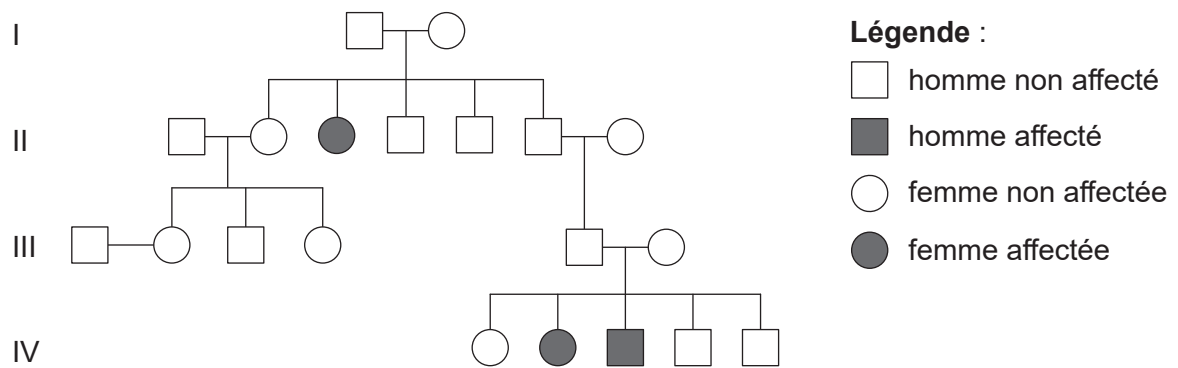 I
Légende :
homme non affecté
II
homme affecté
femme non affectée
III
femme affectée
IV